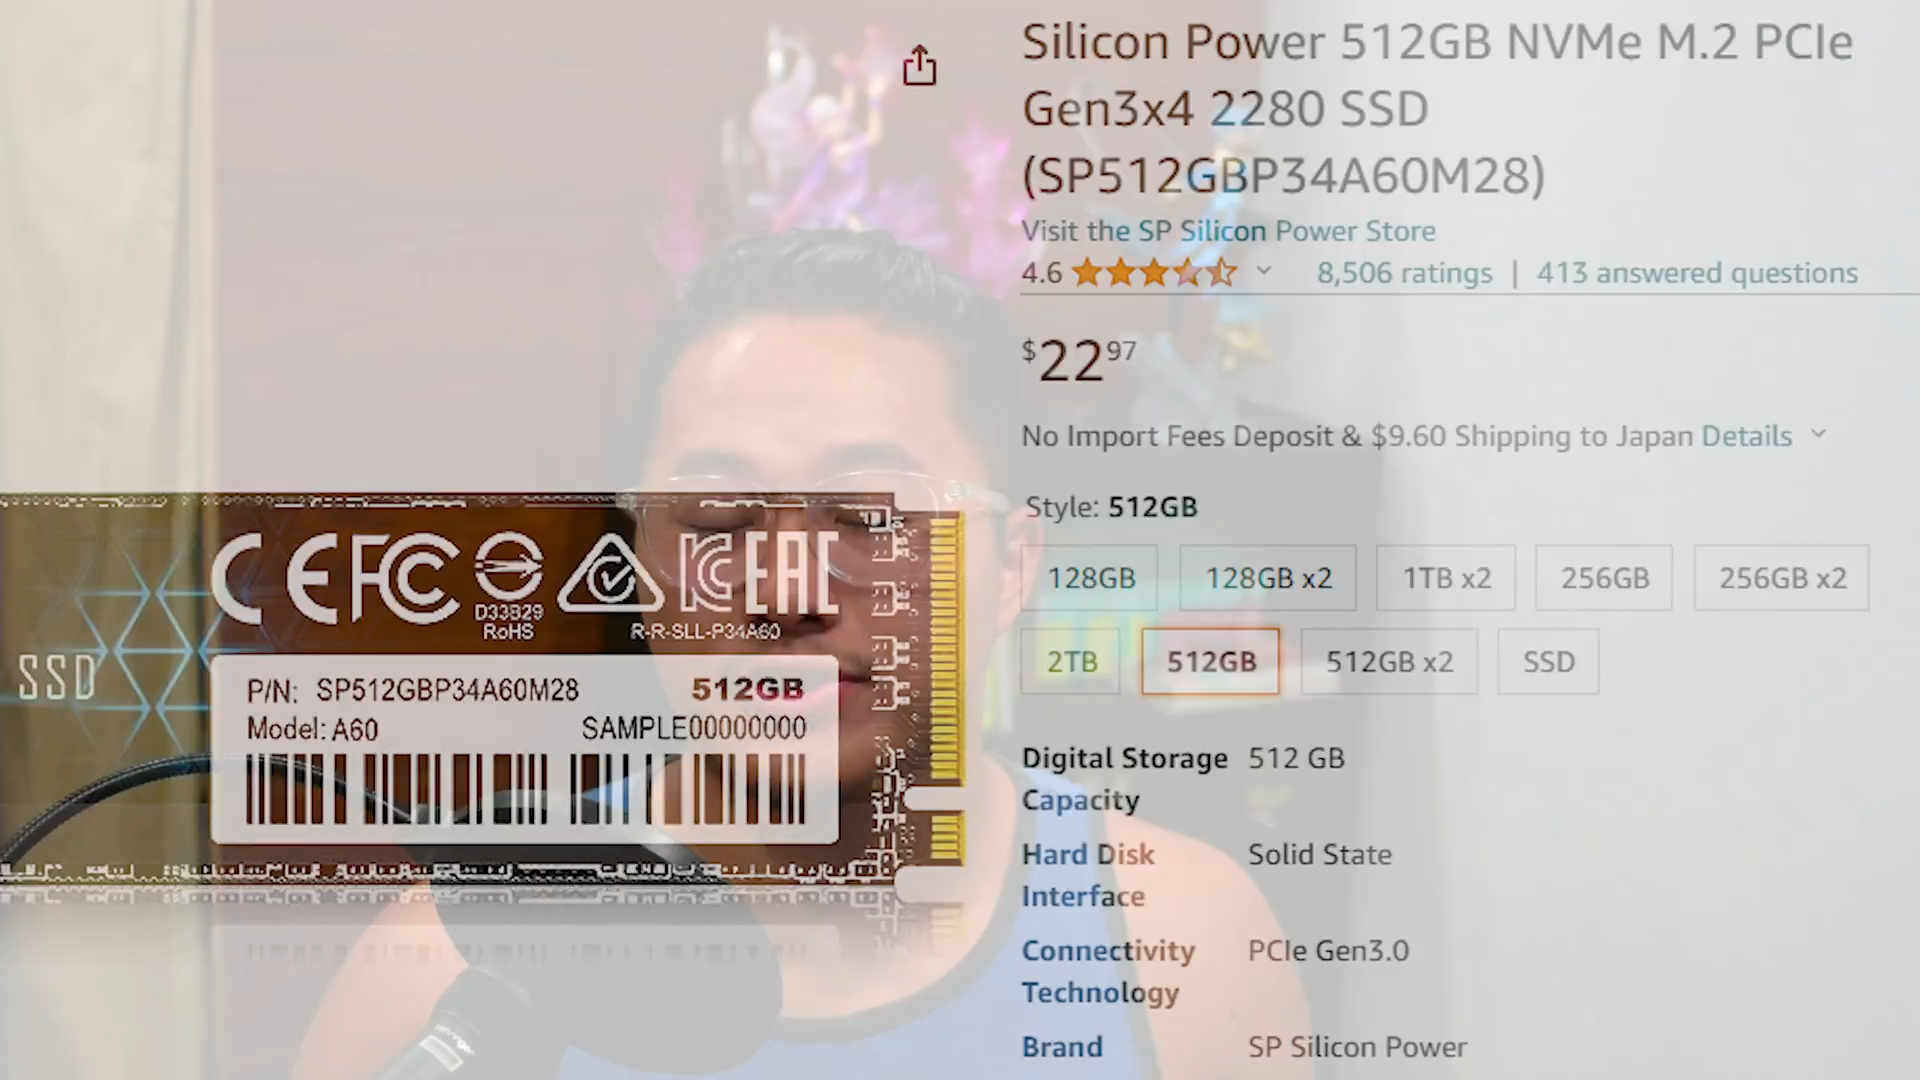 Silicon Power 512GB NVMe M.2 PCIe
Gen3x4 2280 SSD
(SP512GBP34A60M28)
Visit the SP Silicon Power Store
4.6 8,506 ratings | 413 answered questions
$22.97
No Import Fees Deposit & $9.60 Shipping to Japan Details
Style: 512GB
128GB 128GB x2 1TB x2 256GB 256GB x2
2TB 512GB 512GB x2 SSD
Digital Storage Capacity 512 GB
Hard Disk Interface Solid State
Connectivity Technology PCIe Gen3.0
Brand SP Silicon Power
SSD
CE FC KC EAC
D33B29
RoHS
R-R-SLL-P34A60
P/N: SP512GBP34A60M28 512GB
Model: A60 SAMPLE00000000
behringer